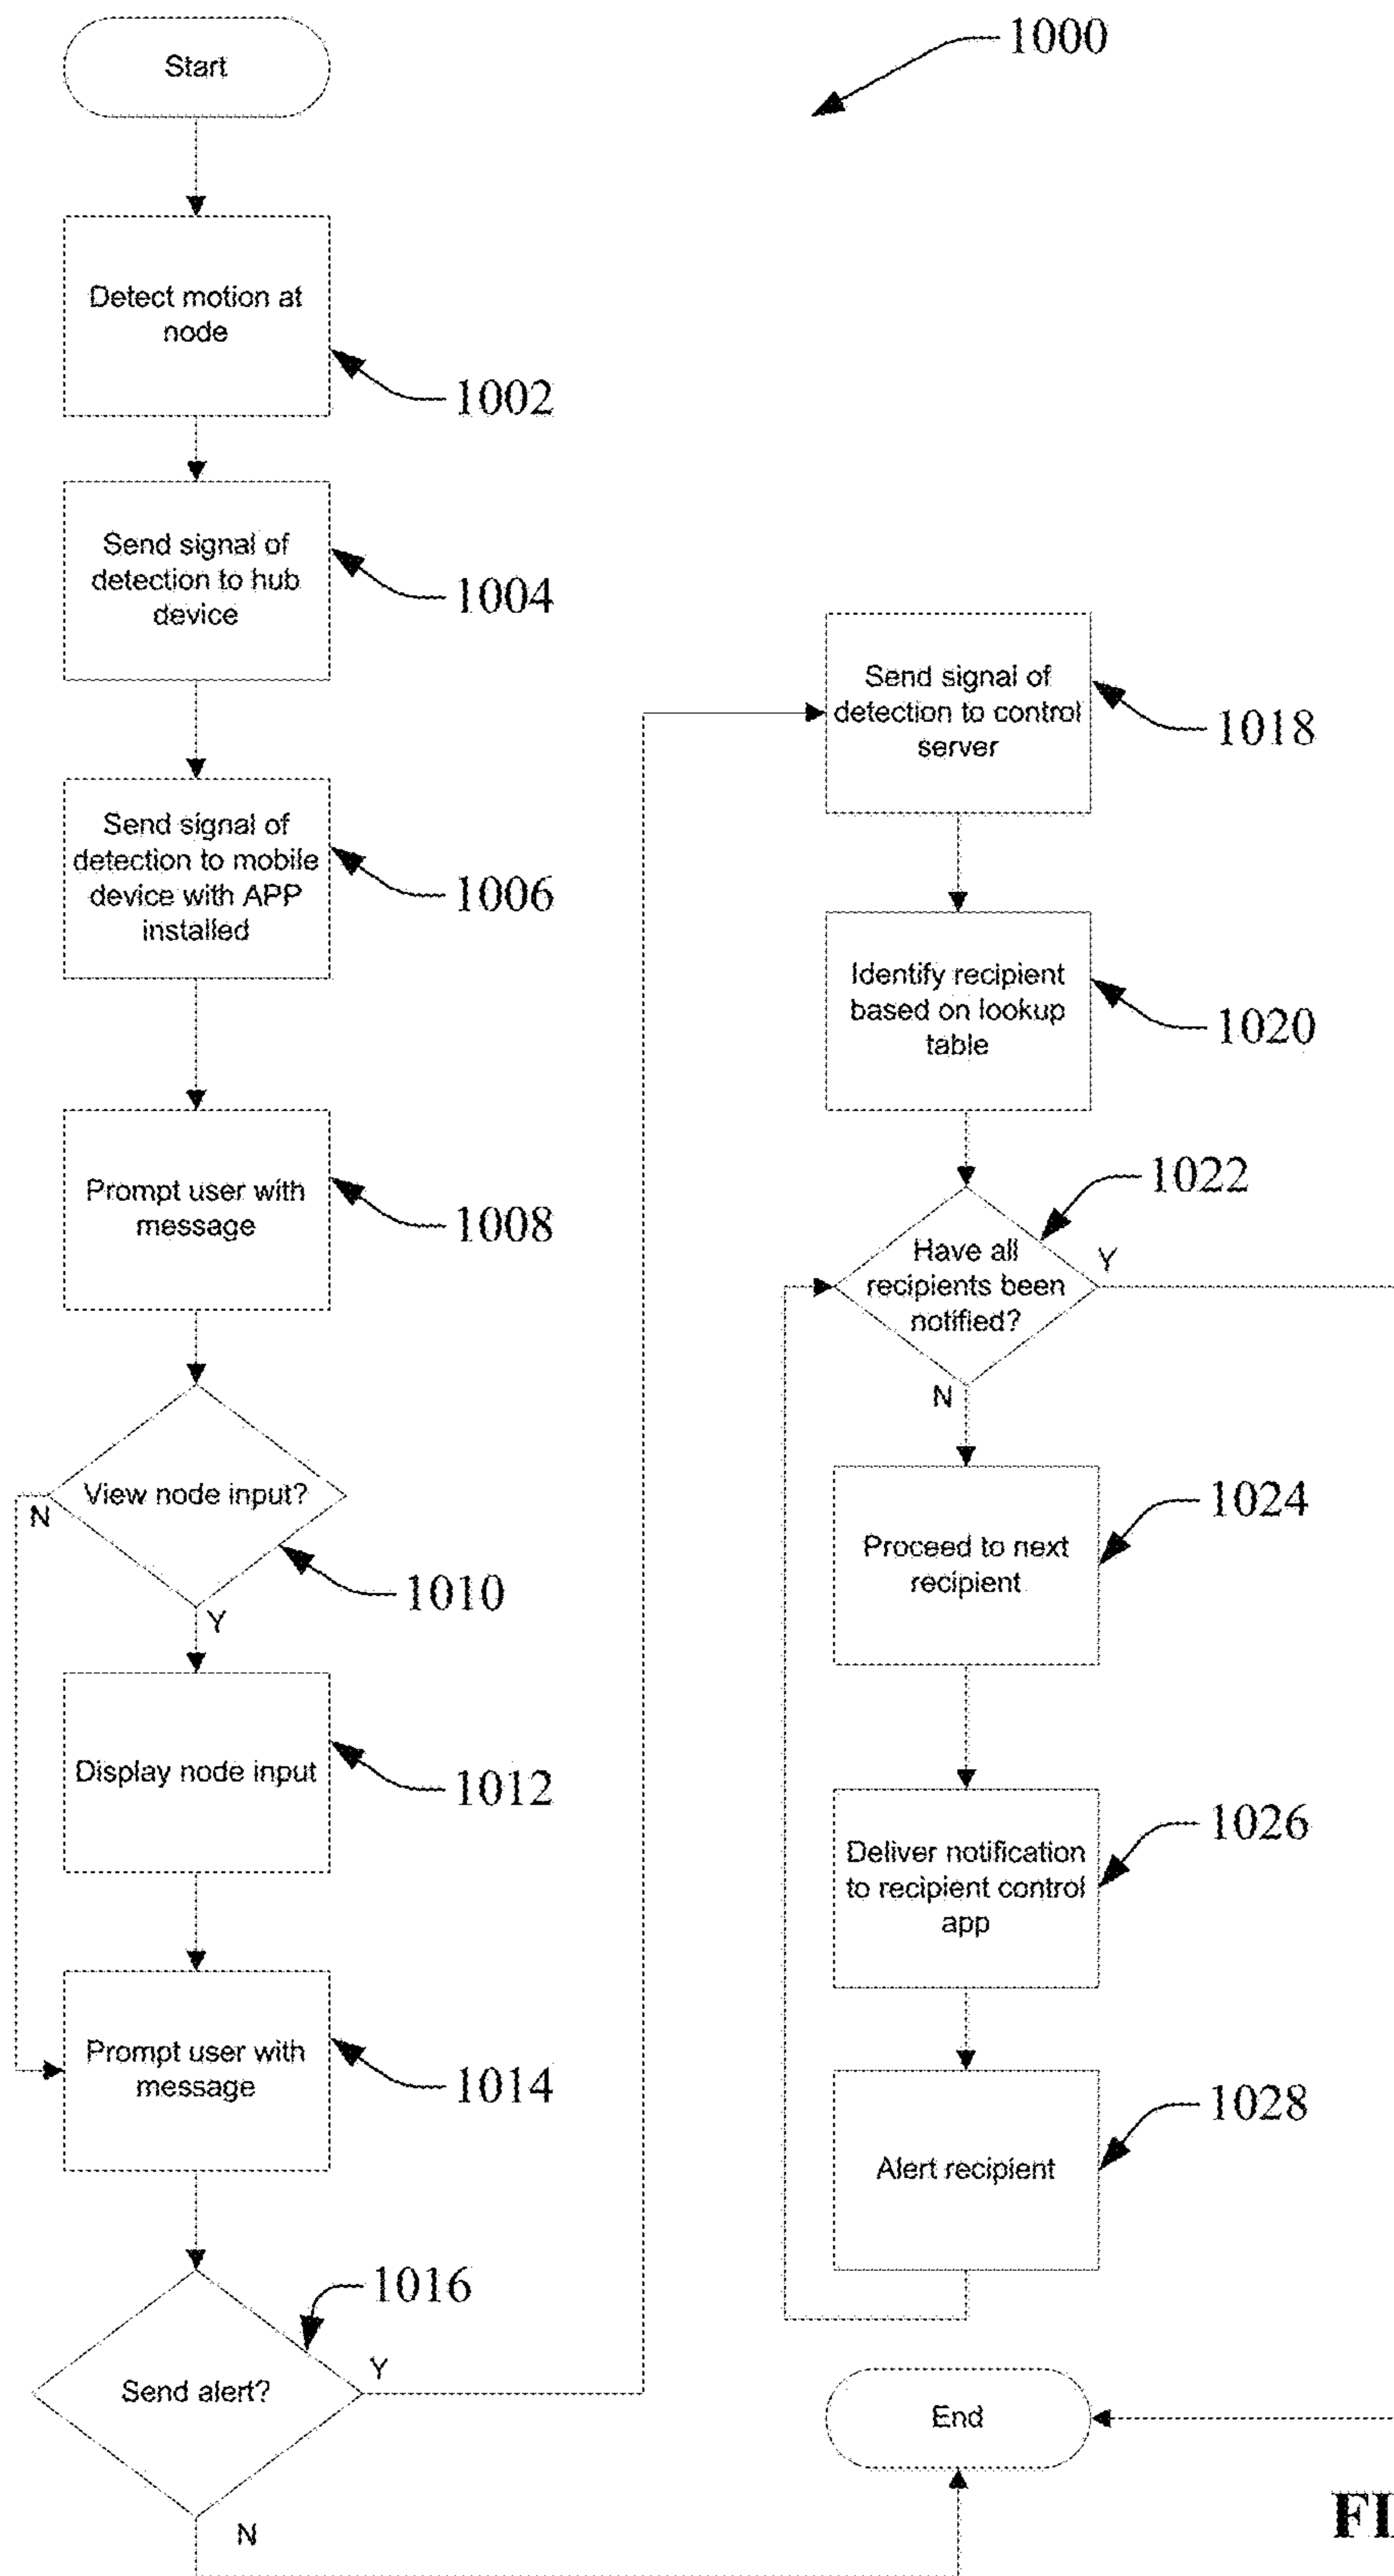 1000
Start
Detect motion at
node
1002
Send signal of
detection to hub
device
1004
Send signal of
detection to mobile
device with APP
installed
1006
Prompt user with
message
1008
View node input?
N
Y
1010
Display node input
1012
Prompt user with
message
1014
1016
Send alert?
Y
N
Send signal of
detection to control
server
1018
Identify recipient
based on lookup
table
1020
1022
Have all
recipients been
notified?
Y
N
Proceed to next
recipient
1024
Deliver notification
to recipient control
app
1026
Alert recipient
1028
End